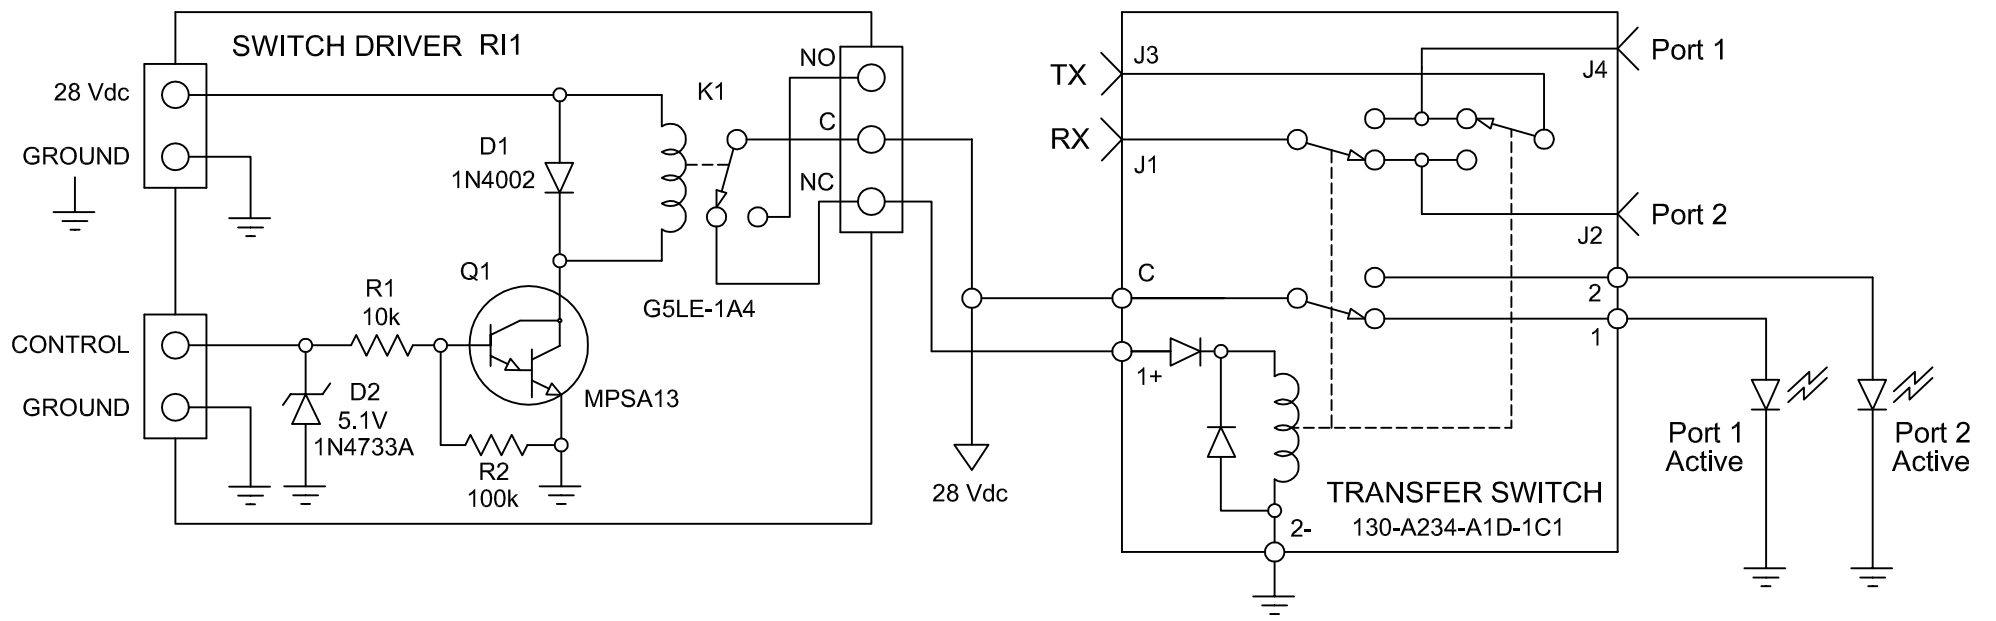 SWITCH DRIVER RI1
28 Vdc
GROUND
CONTROL
GROUND
D1
1N4002
K1
G5LE-1A4
NO
C
NC
Q1
MPSA13
R1
10k
D2
5.1V
1N4733A
R2
100k
28 Vdc
TX
J3
RX
J1
J4
Port 1
J2
Port 2
C
2
1
1+
2-
TRANSFER SWITCH
130-A234-A1D-1C1
Port 1
Active
Port 2
Active